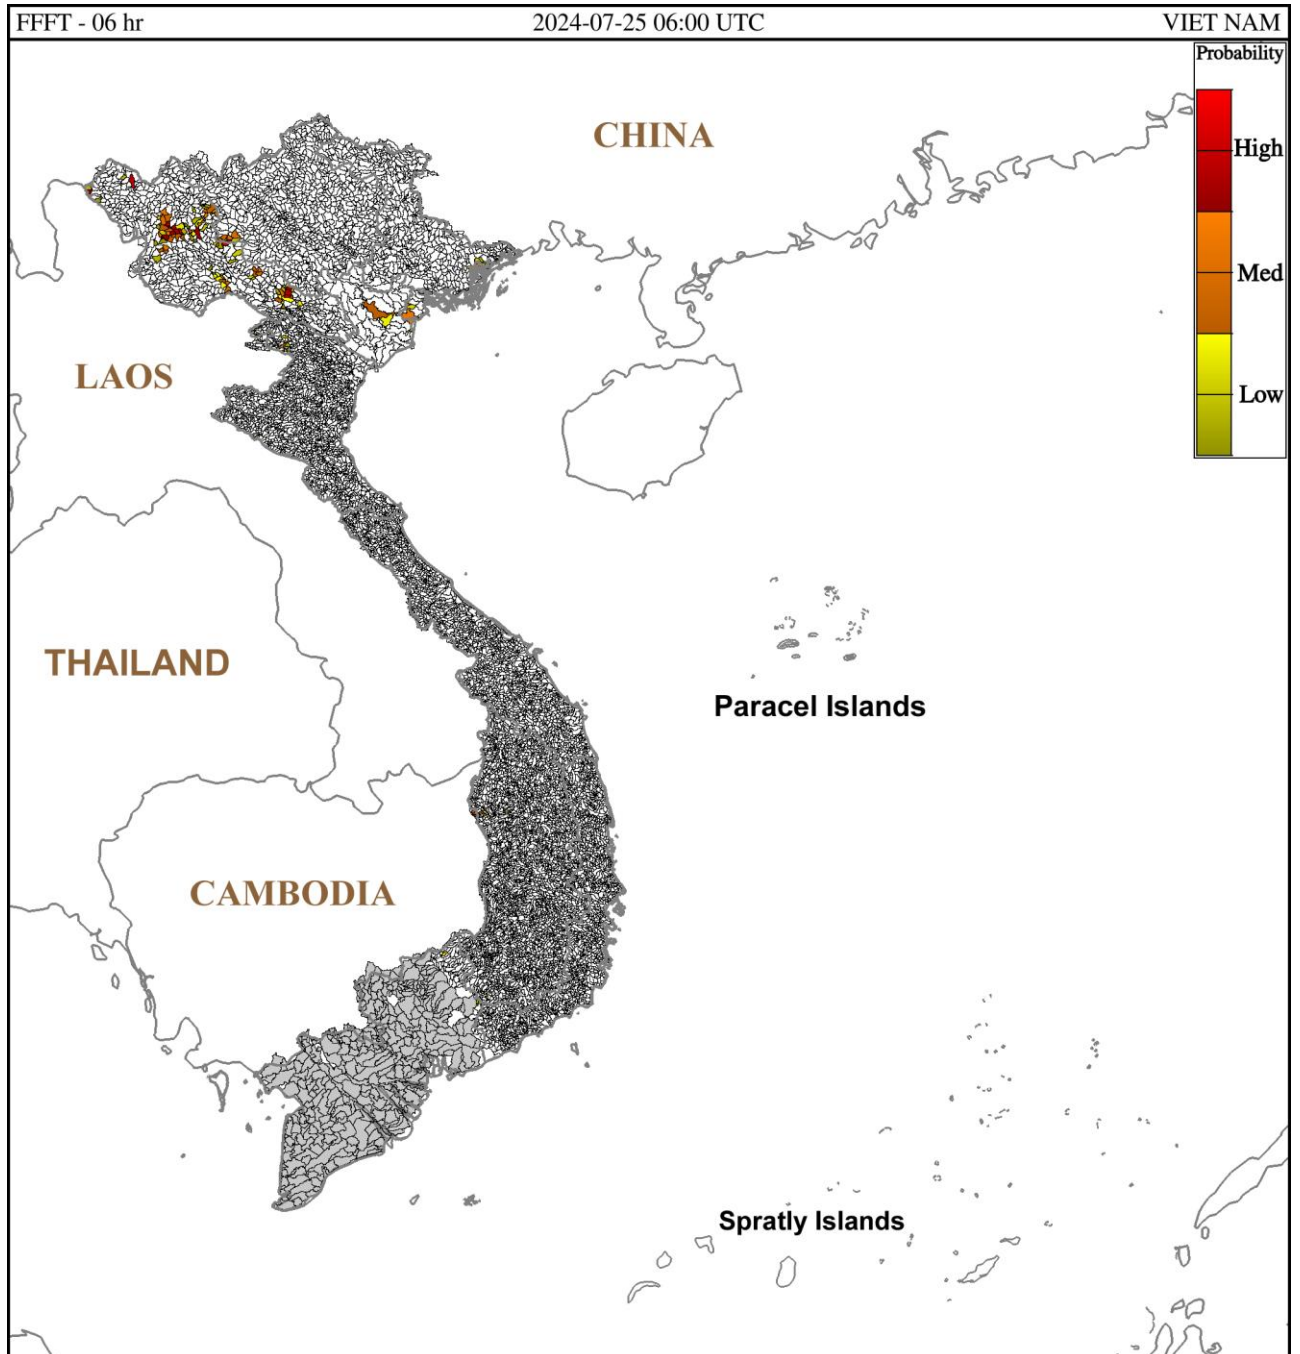 FFFT - 06 hr 2024-07-25 06:00 UTC VIET NAM
Probability
CHINA
High
Med
LAOS
Low
THAILAND
Paracel Islands
CAMBODIA
Spratly Islands